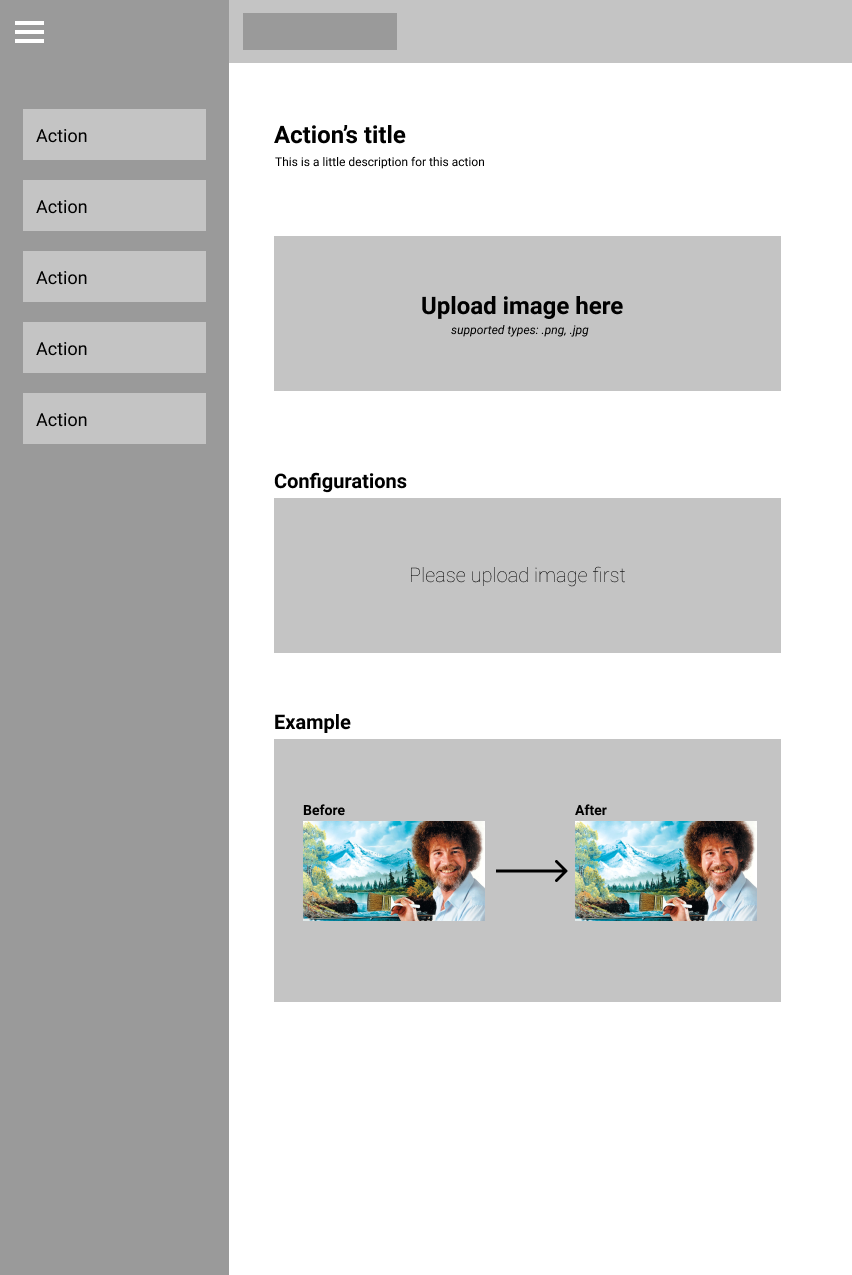 Action
Action
Action
Action
Action
Action’s title
This is a little description for this action
Upload image here
supported types: .png, .jpg
Configurations
Please upload image first
Example
Before
After